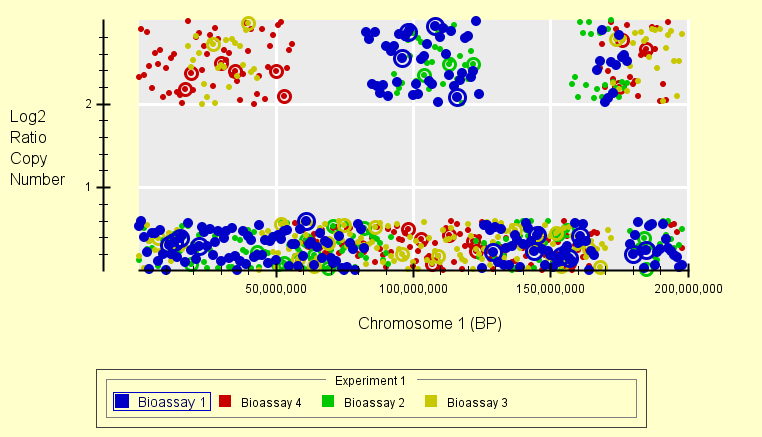 Log2
Ratio
Copy
Number
2
1
50,000,000 100,000,000 150,000,000 200,000,000
Chromosome 1 (BP)
Experiment 1
Bioassay 1 Bioassay 4 Bioassay 2 Bioassay 3